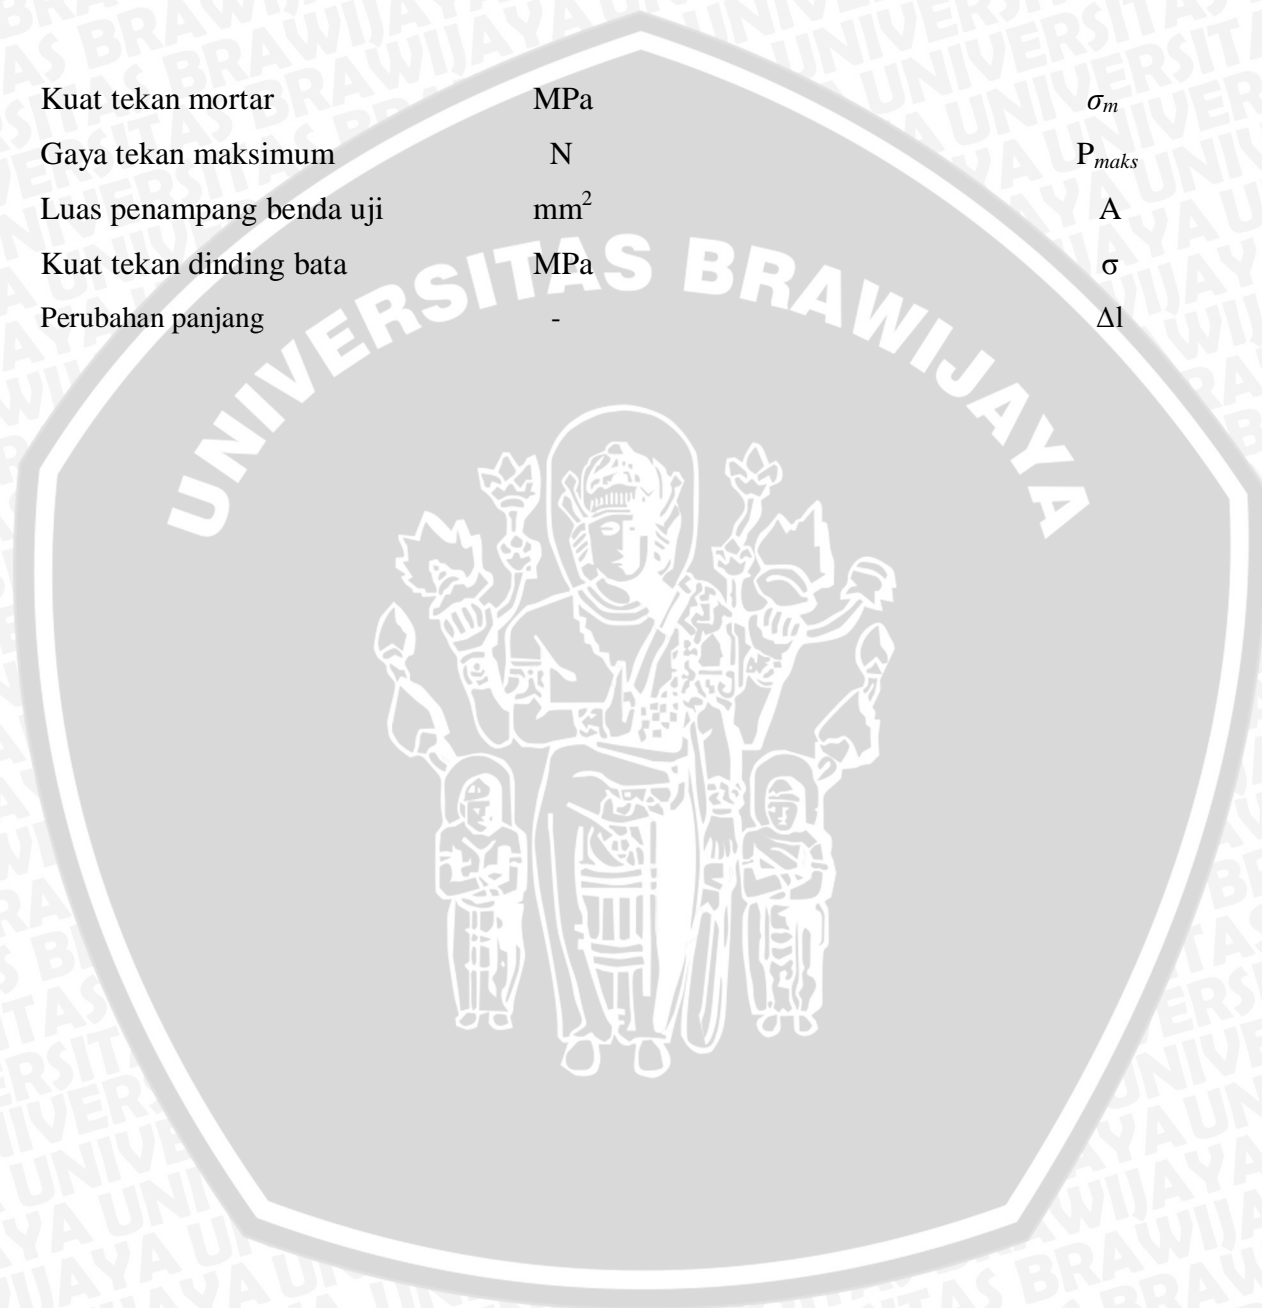 Kuat tekan mortar MPa σm
Gaya tekan maksimum N Pmaks
Luas penampang benda uji mm2 A
Kuat tekan dinding bata MPa σ
Perubahan panjang - Δl
UNIVERSITAS BRAWIJAYA